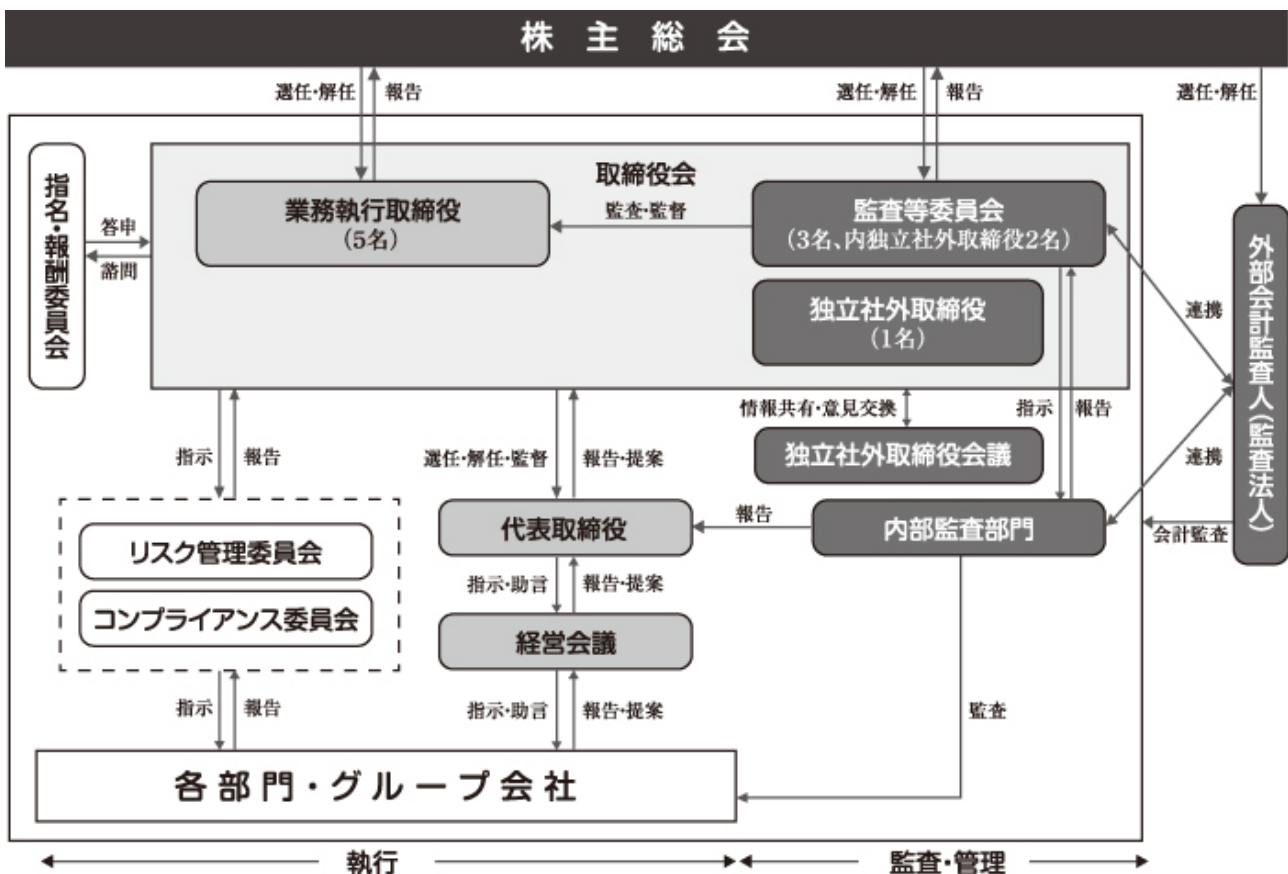 株主総会
選任・解任
報告
選任・解任
報告
選任・解任
指名・報酬委員会
答申
諮問
取締役会
業務執行取締役
(5名)
監査・監督
監査等委員会
(3名、内独立社外取締役2名)
独立社外取締役
(1名)
外部会計監査人(監査法人)
連携
連携
会計監査
指示
報告
選任・解任・監督
報告・提案
情報共有・意見交換
指示
報告
独立社外取締役会議
リスク管理委員会
コンプライアンス委員会
代表取締役
報告
内部監査部門
指示・助言
報告・提案
経営会議
指示
報告
指示・助言
報告・提案
監査
各部門・グループ会社
執行
監査・管理